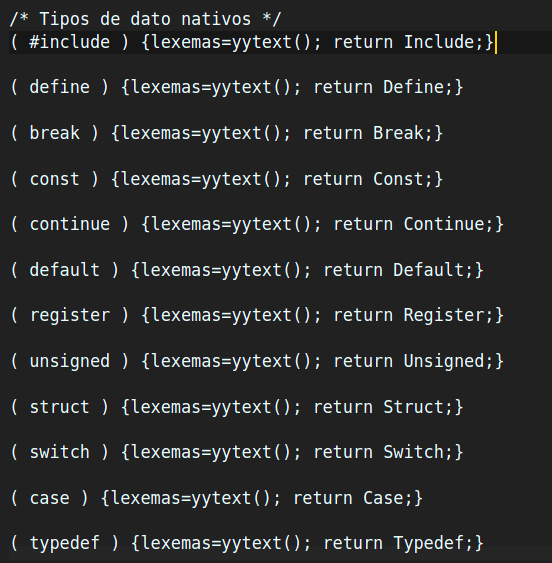 /* Tipos de dato nativos */
( #include ) {lexemas=yytext(); return Include;}
( define ) {lexemas=yytext(); return Define;}
( break ) {lexemas=yytext(); return Break;}
( const ) {lexemas=yytext(); return Const;}
( continue ) {lexemas=yytext(); return Continue;}
( default ) {lexemas=yytext(); return Default;}
( register ) {lexemas=yytext(); return Register;}
( unsigned ) {lexemas=yytext(); return Unsigned;}
( struct ) {lexemas=yytext(); return Struct;}
( switch ) {lexemas=yytext(); return Switch;}
( case ) {lexemas=yytext(); return Case;}
( typedef ) {lexemas=yytext(); return Typedef;}